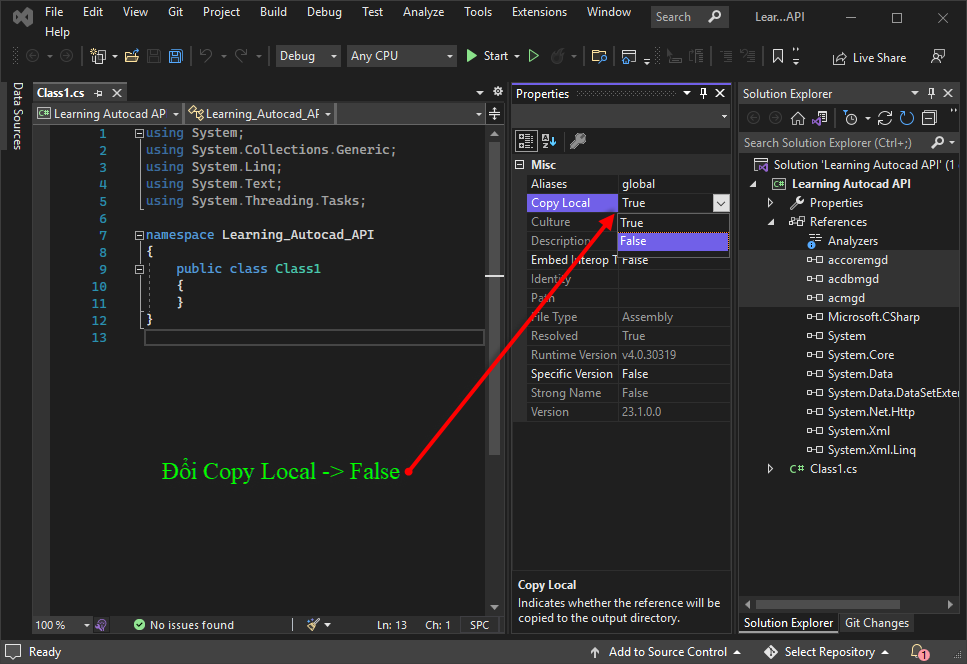 File Edit View Git Project Build Debug Test Analyze Tools Extensions Window Search Lear...API
Help
Debug Any CPU Start Live Share
Data Sources
Class1.cs
Learning Autocad AP Learning_Autocad_AF
1 using System;
2 using System.Collections.Generic;
3 using System.Linq;
4 using System.Text;
5 using System.Threading.Tasks;
6
7 namespace Learning_Autocad_API
8 {
9 public class Class1
10 {
11 }
12 }
13
Đổi Copy Local -> False
100 % No issues found Ln: 13 Ch: 1 SPC
Properties
Misc
Aliases global
Copy Local True
Culture True
Description False
Embed Interop T False
Identity
Path
File Type Assembly
Resolved True
Runtime Version v4.0.30319
Specific Version False
Strong Name False
Version 23.1.0.0
Copy Local
Indicates whether the reference will be
copied to the output directory.
Solution Explorer
Search Solution Explorer (Ctrl+;)
Solution 'Learning Autocad API' (1
C# Learning Autocad API
Properties
References
Analyzers
accoremgd
acdbmgd
acmgd
Microsoft.CSharp
System
System.Core
System.Data
System.Data.DataSetExter
System.Net.Http
System.Xml
System.Xml.Linq
C# Class1.cs
Solution Explorer Git Changes
Ready Add to Source Control Select Repository 1